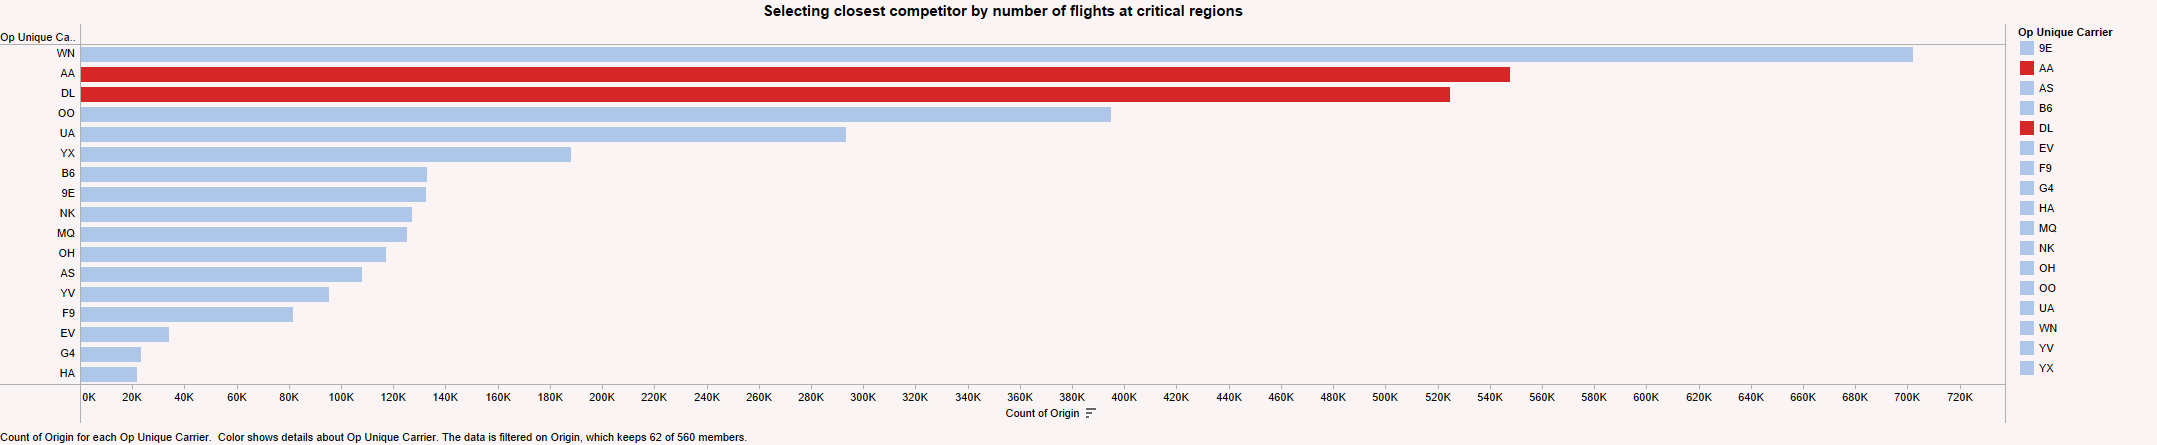 Selecting closest competitor by number of flights at critical regions
Op Unique Ca..
WN
AA
DL
OO
UA
YX
B6
9E
NK
MQ
OH
AS
YV
F9
EV
G4
HA
0K 20K 40K 60K 80K 100K 120K 140K 160K 180K 200K 220K 240K 260K 280K 300K 320K 340K 360K 380K 400K 420K 440K 460K 480K 500K 520K 540K 560K 580K 600K 620K 640K 660K 680K 700K 720K
Count of Origin
Op Unique Carrier
9E
AA
AS
B6
DL
EV
F9
G4
HA
MQ
NK
OH
OO
UA
WN
YV
YX
Count of Origin for each Op Unique Carrier.  Color shows details about Op Unique Carrier. The data is filtered on Origin, which keeps 62 of 560 members.